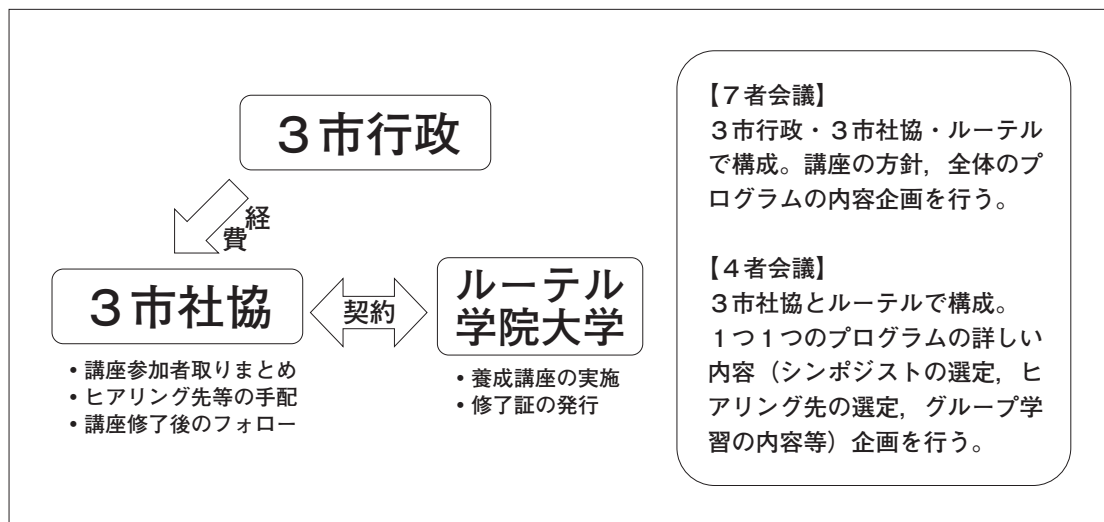 3市行政
経費
3市社協
契約
ルーテル
学院大学
・講座参加者取りまとめ
・ヒアリング先等の手配
・講座修了後のフォロー
・養成講座の実施
・修了証の発行
【7者会議】
3市行政・3市社協・ルーテル
で構成。講座の方針,全体のプ
ログラムの内容企画を行う。
【4者会議】
3市社協とルーテルで構成。
1つ1つのプログラムの詳しい
内容(シンポジストの選定,ヒ
アリング先の選定,グループ学
習の内容等)企画を行う。